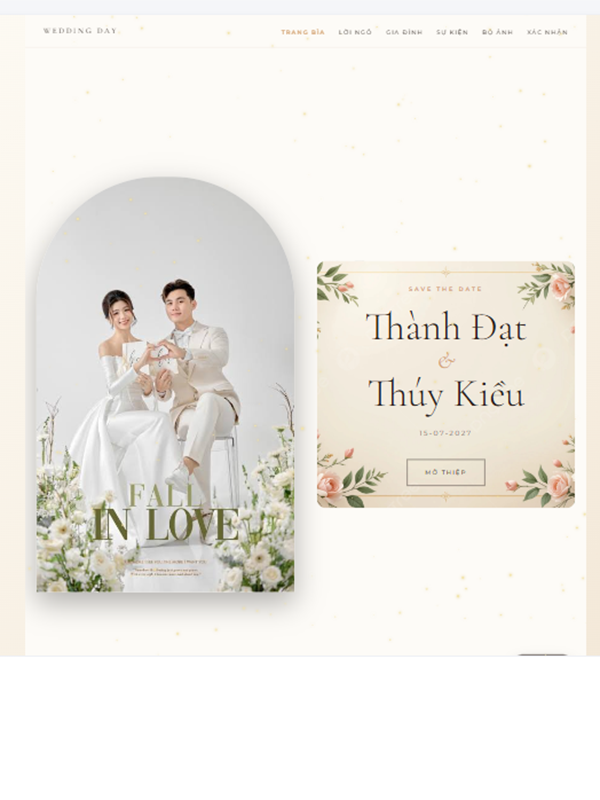 WEDDING DAY
TRANG BÌA LỜI NGỎ GIA ĐÌNH SỰ KIỆN BỘ ẢNH XÁC NHẬN
FALL
IN LOVE
SAVE THE DATE
Thành Đạt
&
Thúy Kiều
15-07-2027
MỞ THIỆP